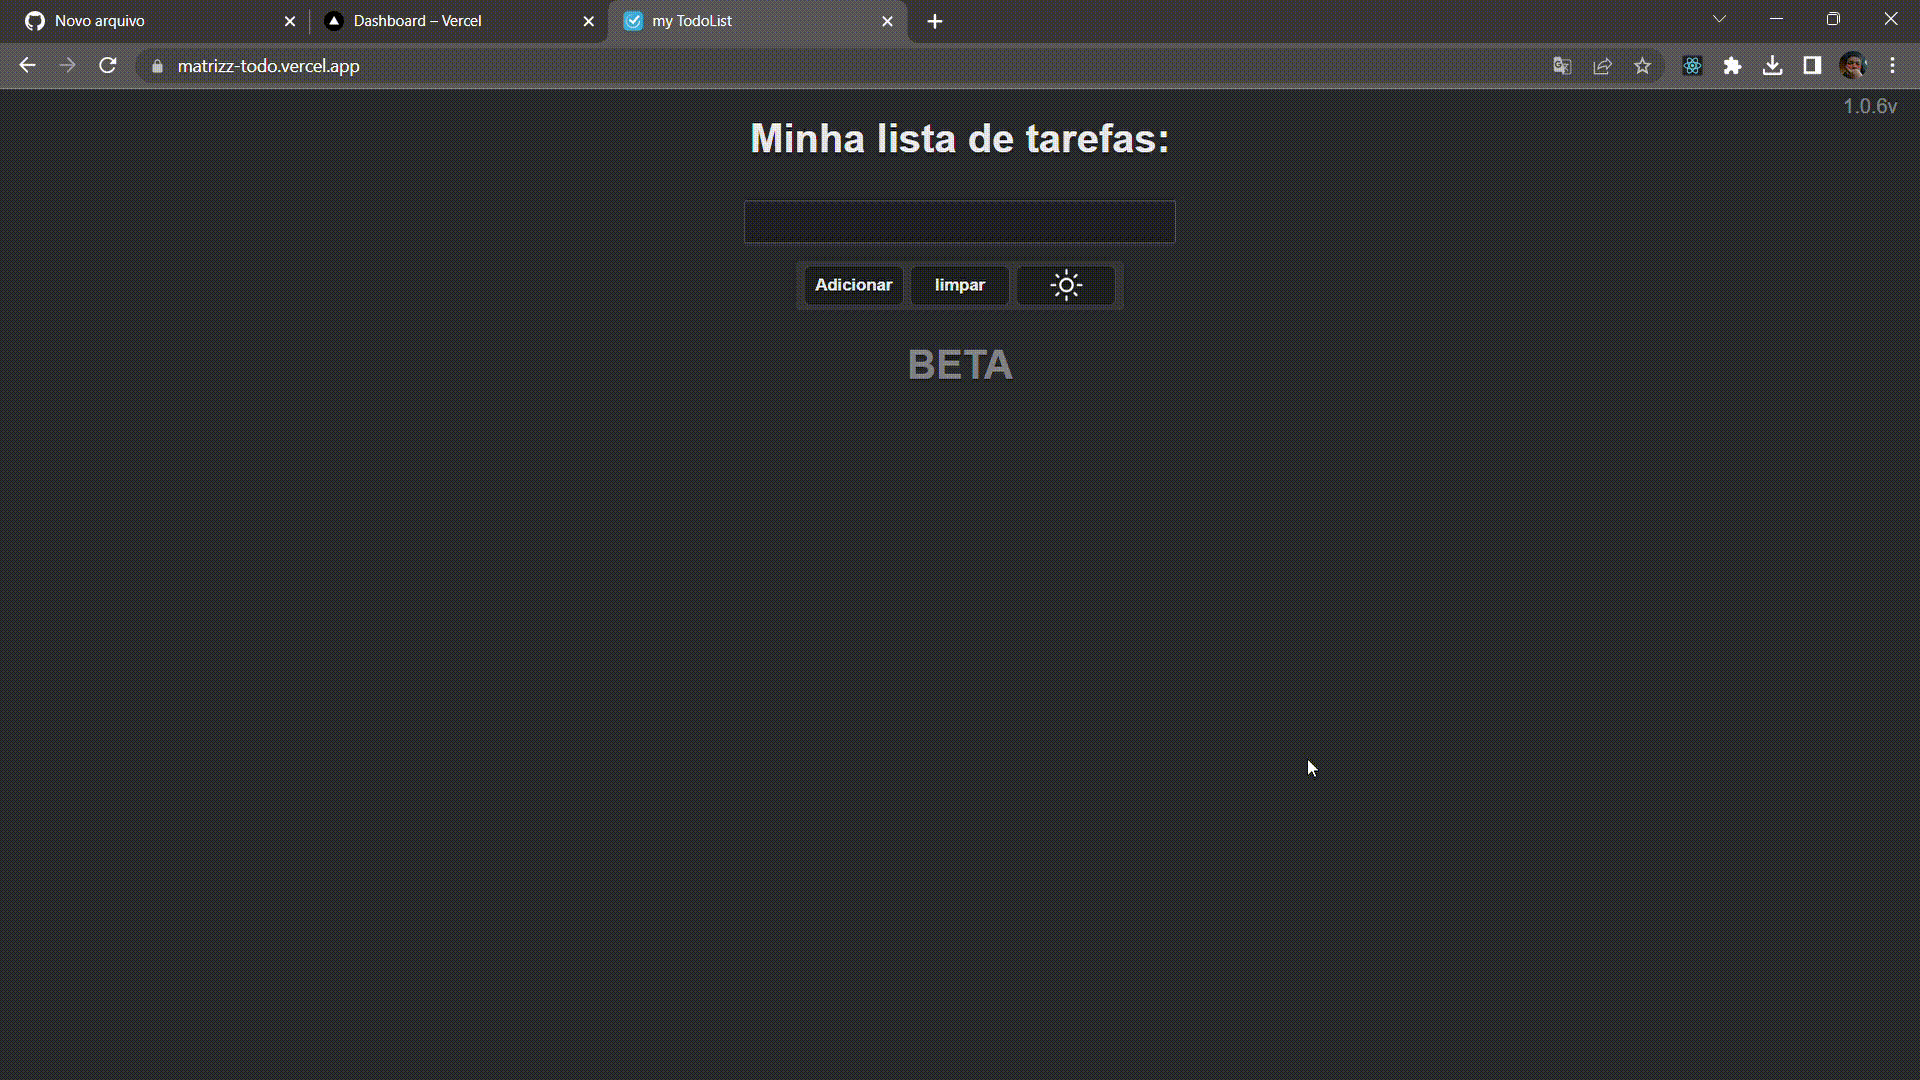 Novo arquivo
Dashboard – Vercel
my TodoList
matrizz-todo.vercel.app
1.0.6v
Minha lista de tarefas:
Adicionar
limpar
BETA